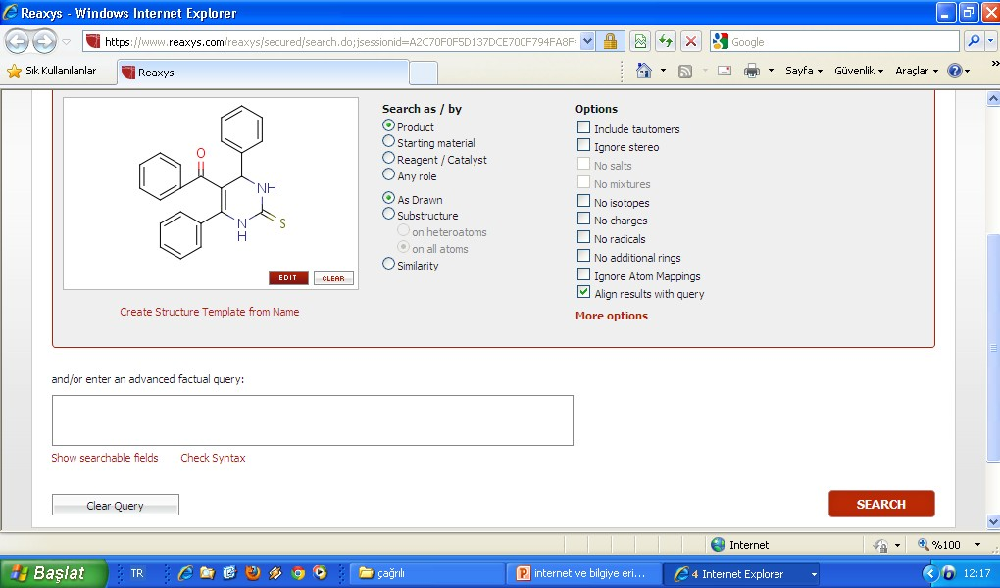 Reaxys - Windows Internet Explorer
https://www.reaxys.com/reaxys/secured/search.do;jsessionid=A2C70F0F5D137DCE700F794FA8F4
Google
Sık Kullanılanlar
Reaxys
Sayfa
Güvenlik
Araçlar
»
O
NH
N
H
S
EDIT
CLEAR
Create Structure Template from Name
Search as / by
Product
Starting material
Reagent / Catalyst
Any role
As Drawn
Substructure
on heteroatoms
on all atoms
Similarity
Options
Include tautomers
Ignore stereo
No salts
No mixtures
No isotopes
No charges
No radicals
No additional rings
Ignore Atom Mappings
Align results with query
More options
and/or enter an advanced factual query:
Show searchable fields
Check Syntax
Clear Query
SEARCH
Internet
%100
Başlat
TR
çağrılı
internet ve bilgiye eri...
4 Internet Explorer
12:17